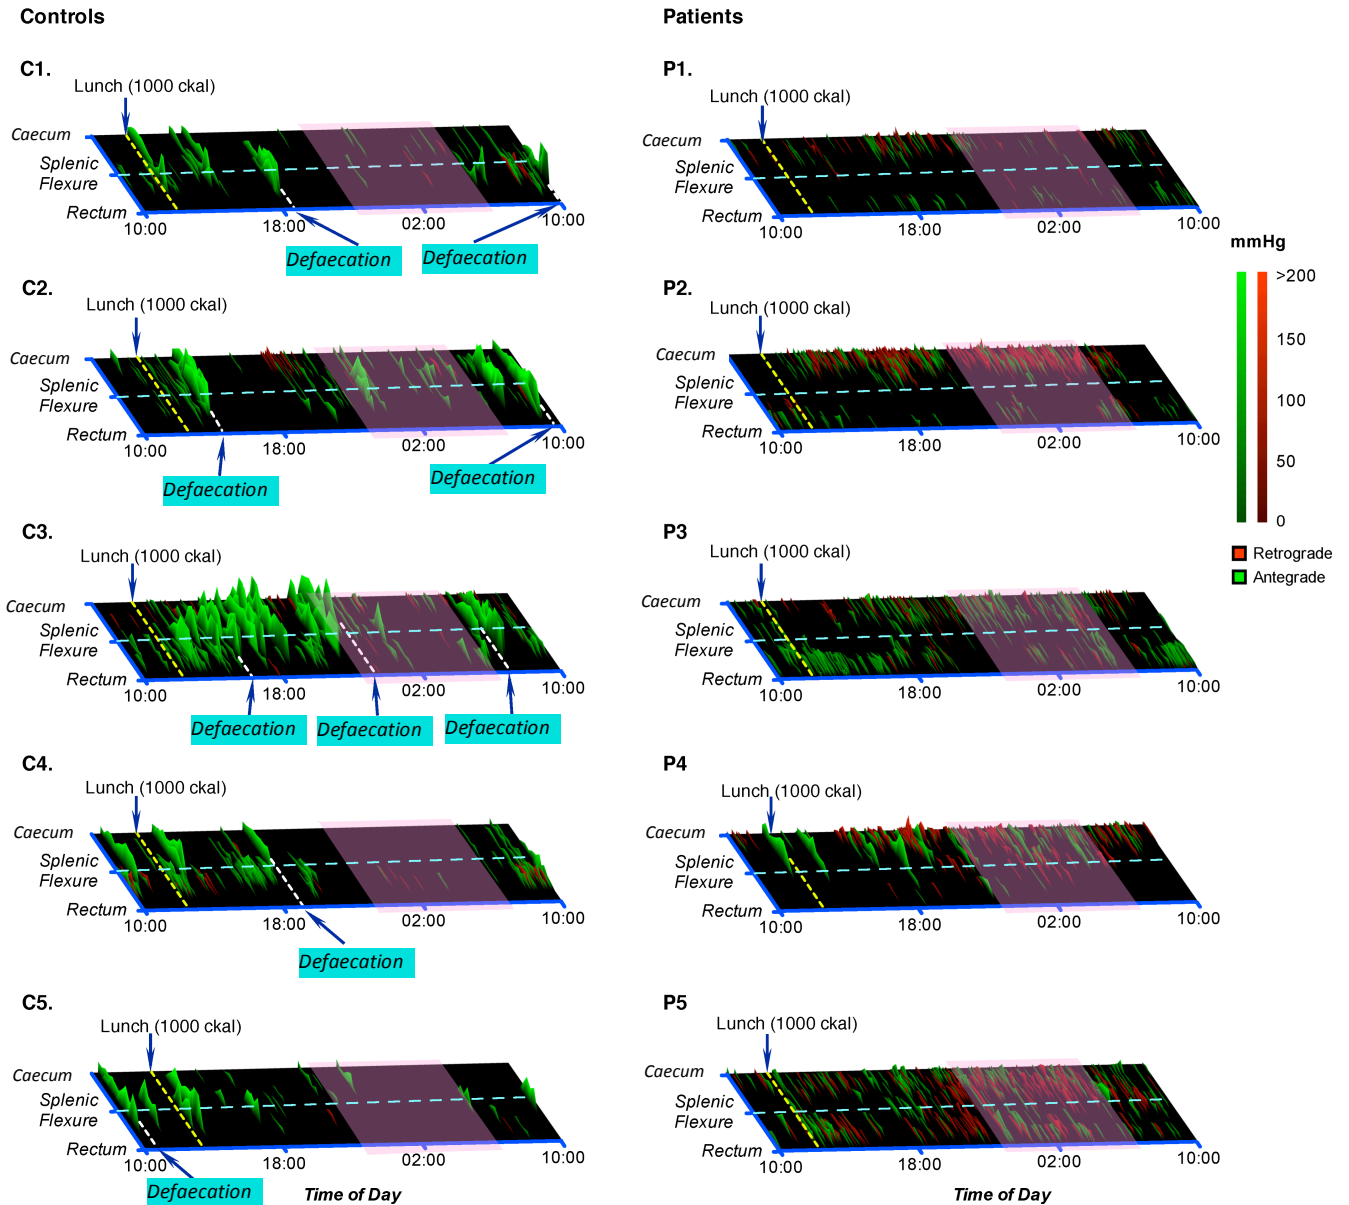 Controls
Patients
C1.
Lunch (1000 ckal)
Caecum
Splenic
Flexure
Rectum
10:00
18:00
02:00
10:00
Defaecation
Defaecation
P1.
Lunch (1000 ckal)
Caecum
Splenic
Flexure
Rectum
10:00
18:00
02:00
10:00
mmHg
>200
150
100
50
0
Retrograde
Antegrade
C2.
Lunch (1000 ckal)
Caecum
Splenic
Flexure
Rectum
10:00
18:00
02:00
10:00
Defaecation
Defaecation
P2.
Lunch (1000 ckal)
Caecum
Splenic
Flexure
Rectum
10:00
18:00
02:00
10:00
C3.
Lunch (1000 ckal)
Caecum
Splenic
Flexure
Rectum
10:00
18:00
02:00
10:00
Defaecation
Defaecation
Defaecation
P3
Lunch (1000 ckal)
Caecum
Splenic
Flexure
Rectum
10:00
18:00
02:00
10:00
C4.
Lunch (1000 ckal)
Caecum
Splenic
Flexure
Rectum
10:00
18:00
02:00
10:00
Defaecation
P4
Lunch (1000 ckal)
Caecum
Splenic
Flexure
Rectum
10:00
18:00
02:00
10:00
C5.
Lunch (1000 ckal)
Caecum
Splenic
Flexure
Rectum
10:00
18:00
02:00
10:00
Defaecation
Time of Day
P5
Lunch (1000 ckal)
Caecum
Splenic
Flexure
Rectum
10:00
18:00
02:00
10:00
Time of Day